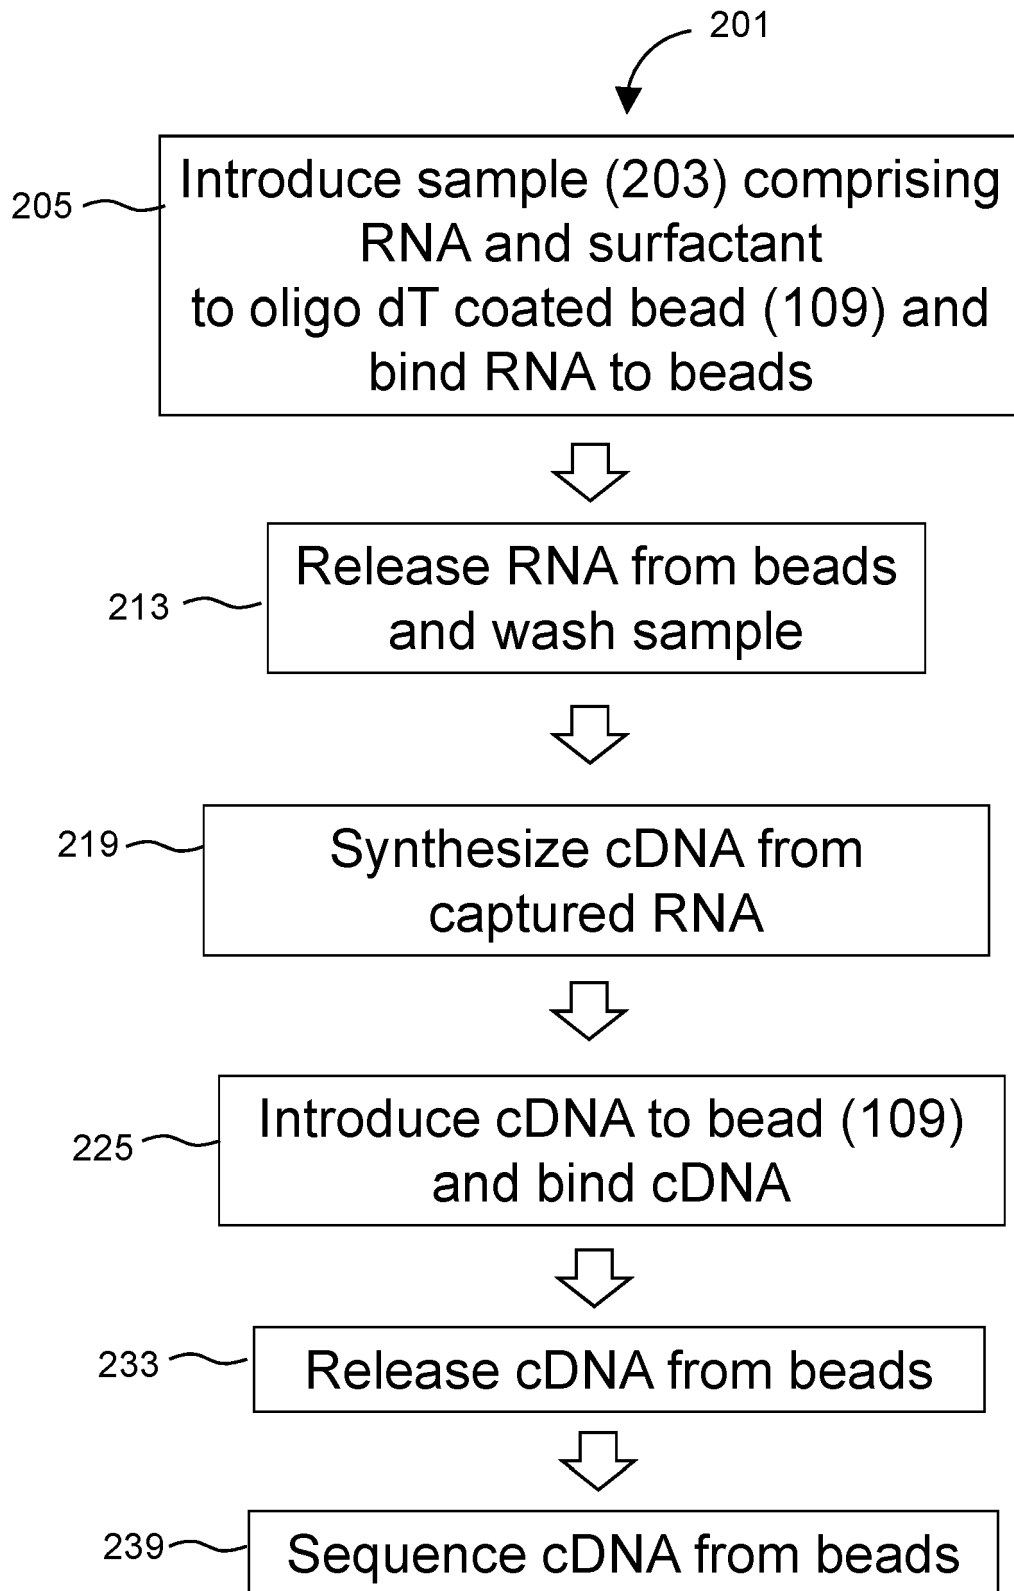 201
205
Introduce sample (203) comprising
RNA and surfactant
to oligo dT coated bead (109) and
bind RNA to beads
213
Release RNA from beads
and wash sample
219
Synthesize cDNA from
captured RNA
225
Introduce cDNA to bead (109)
and bind cDNA
233
Release cDNA from beads
239
Sequence cDNA from beads